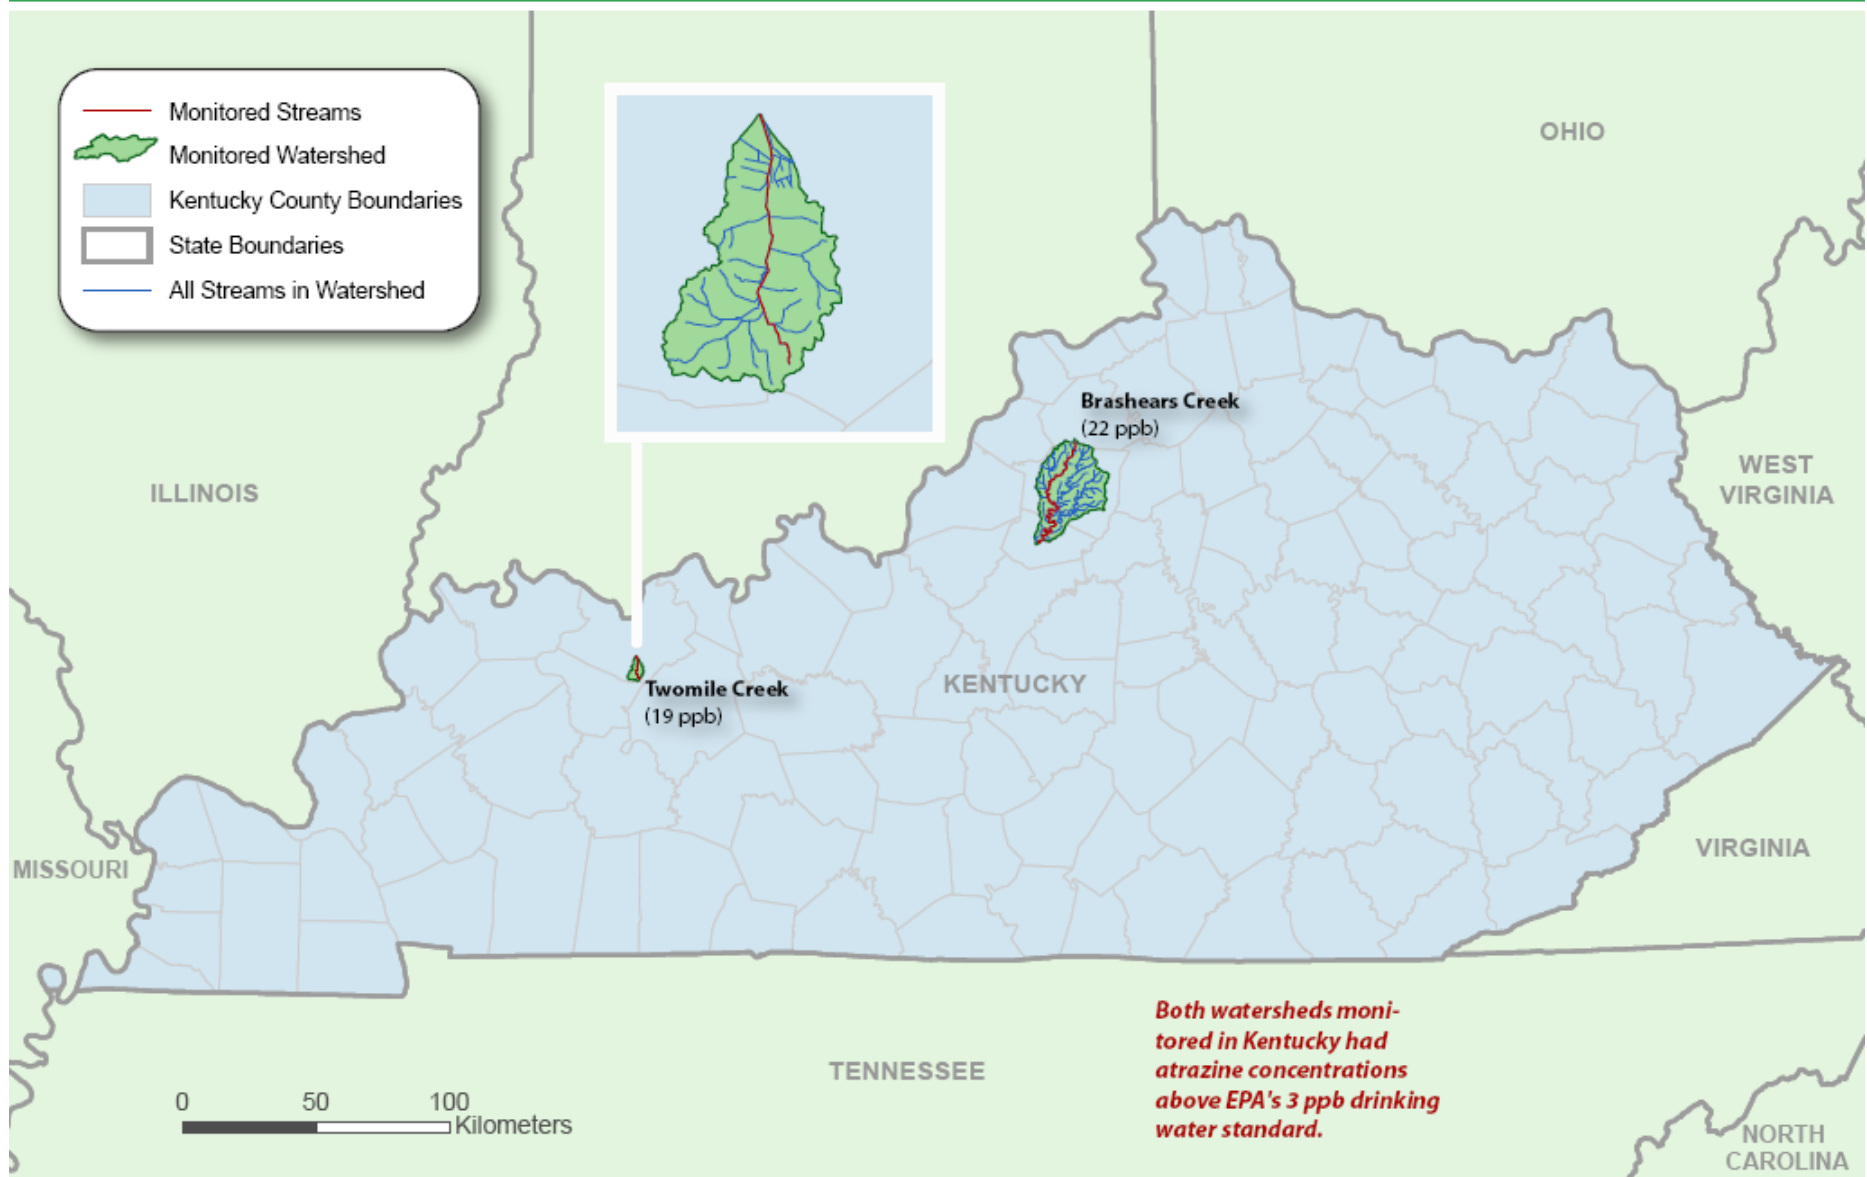 Monitored Streams
Monitored Watershed
Kentucky County Boundaries
State Boundaries
All Streams in Watershed
OHIO
Brashears Creek
(22 ppb)
ILLINOIS
WEST
VIRGINIA
KENTUCKY
Twomile Creek
(19 ppb)
VIRGINIA
MISSOURI
Both watersheds moni-
tored in Kentucky had
atrazine concentrations
above EPA's 3 ppb drinking
water standard.
TENNESSEE
0 50 100
Kilometers
NORTH
CAROLINA